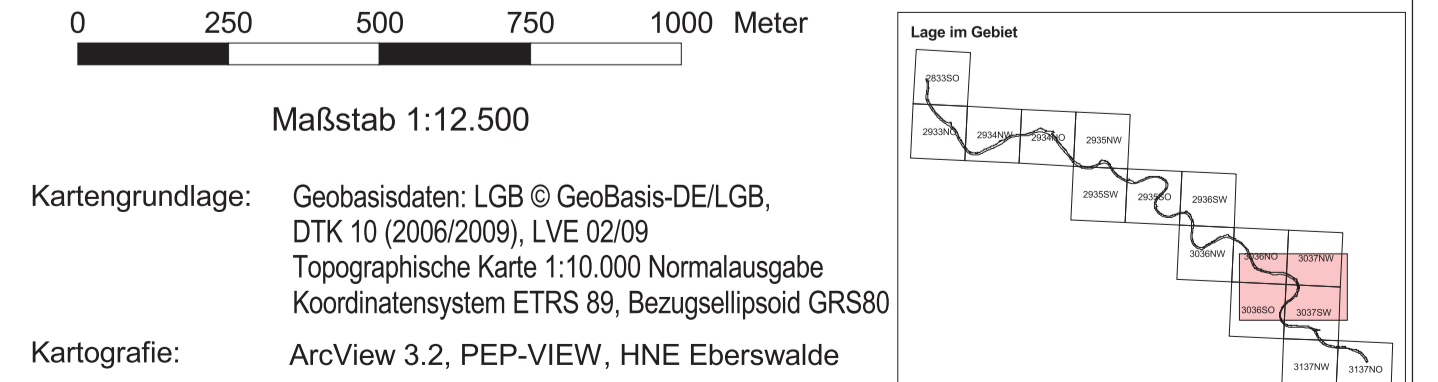 0 250 500 750 1000 Meter
Maßstab 1:12.500
Kartengrundlage: Geobasisdaten: LGB © GeoBasis-DE/LGB,
DTK 10 (2006/2009), LVE 02/09
Topographische Karte 1:10.000 Normalausgabe
Koordinatensystem ETRS 89, Bezugsellipsoid GRS80
Kartografie: ArcView 3.2, PEP-VIEW, HNE Eberswalde
Lage im Gebiet
2833SO
2933NO 2934NW 2934NO 2935NW
2935SW 2935SO 2936SW
3036NW 3036NO 3037NW
3036SO 3037SW
3137NW 3137NO